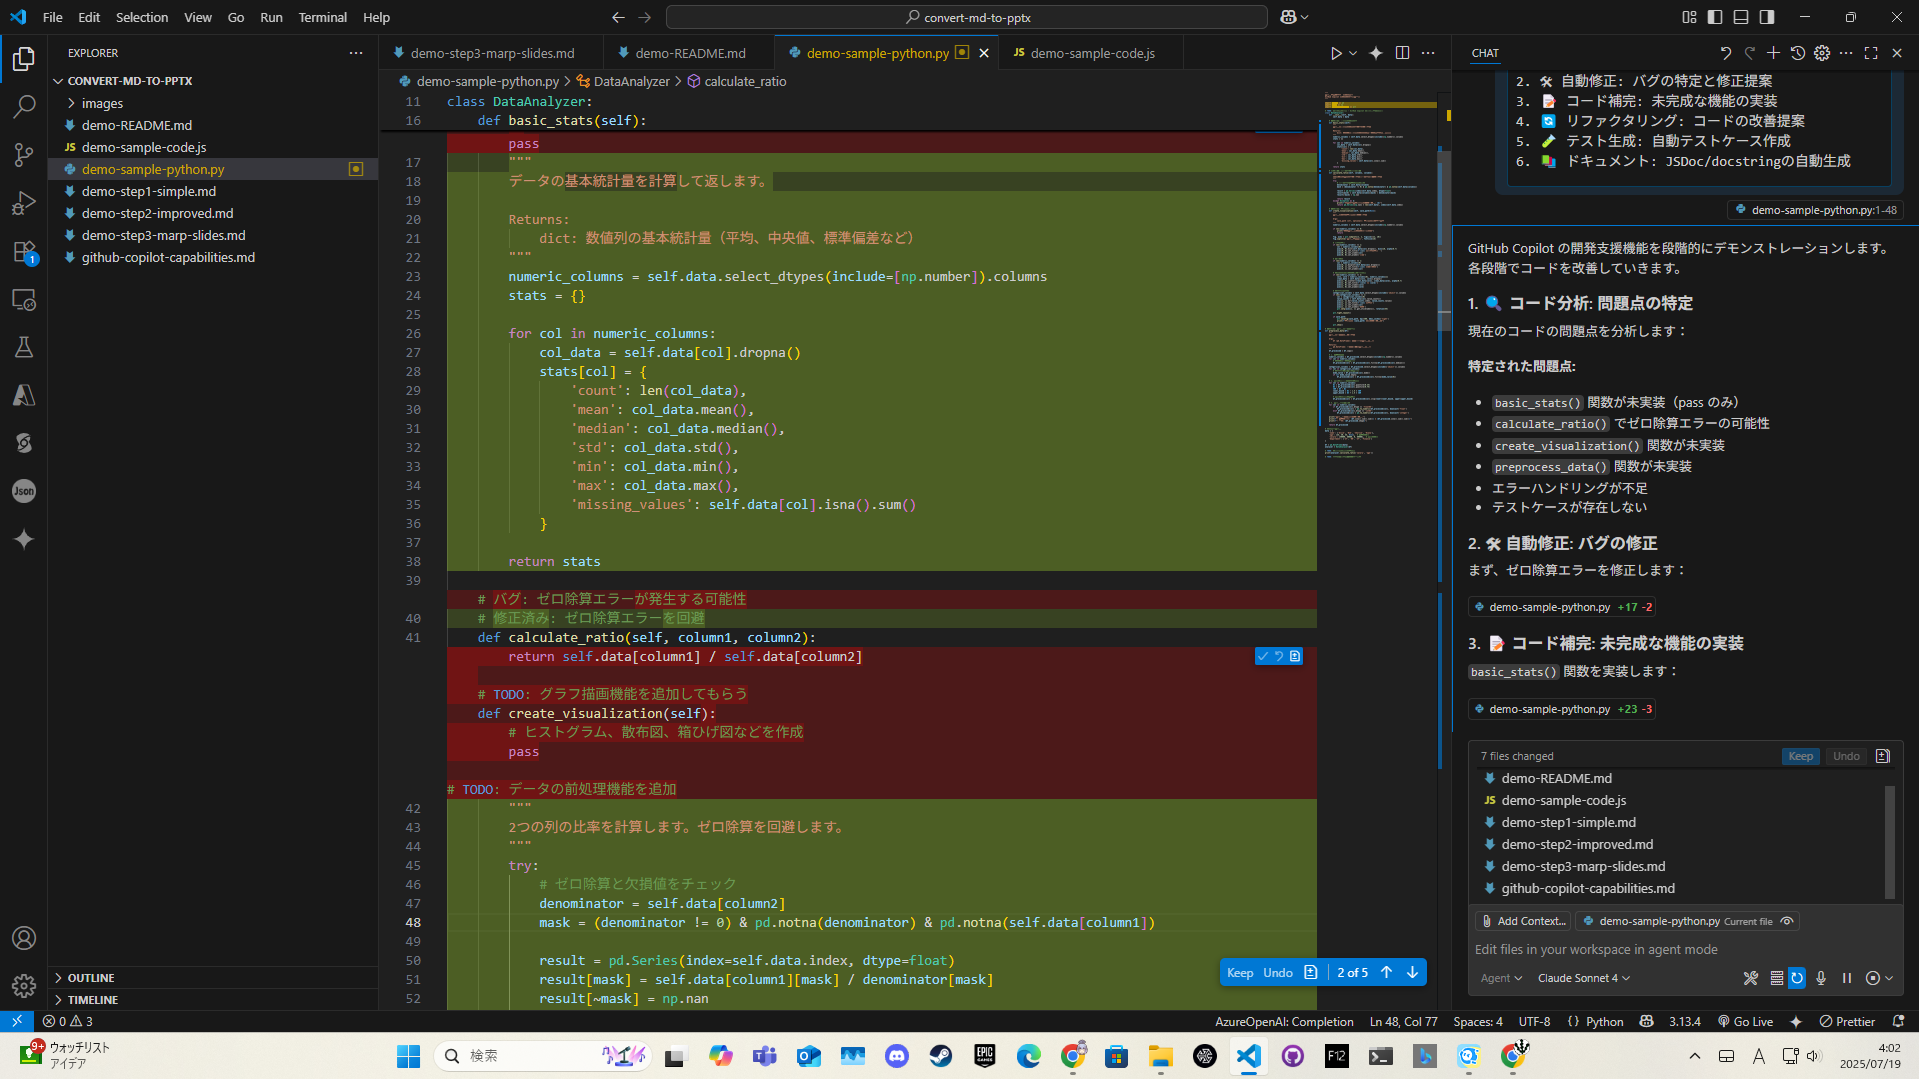 File Edit Selection View Go Run Terminal Help
convert-md-to-pptx
EXPLORER
CONVERT-MD-TO-PPTX
images
demo-README.md
JS demo-sample-code.js
demo-sample-python.py
demo-step1-simple.md
demo-step2-improved.md
demo-step3-marp-slides.md
github-copilot-capabilities.md
OUTLINE
TIMELINE
demo-step3-marp-slides.md
demo-README.md
demo-sample-python.py
JS demo-sample-code.js
demo-sample-python.py > DataAnalyzer > calculate_ratio
11 class DataAnalyzer:
16 def basic_stats(self):
pass
17 """
18 データの基本統計量を計算して返します。
19
20 Returns:
21 dict: 数値列の基本統計量（平均、中央値、標準偏差など）
22 """
23 numeric_columns = self.data.select_dtypes(include=[np.number]).columns
24 stats = {}
25
26 for col in numeric_columns:
27 col_data = self.data[col].dropna()
28 stats[col] = {
29 'count': len(col_data),
30 'mean': col_data.mean(),
31 'median': col_data.median(),
32 'std': col_data.std(),
33 'min': col_data.min(),
34 'max': col_data.max(),
35 'missing_values': self.data[col].isna().sum()
36 }
37
38 return stats
39
# バグ: ゼロ除算エラーが発生する可能性
40 # 修正済み: ゼロ除算エラーを回避
41 def calculate_ratio(self, column1, column2):
return self.data[column1] / self.data[column2]
# TODO: グラフ描画機能を追加してもらう
def create_visualization(self):
# ヒストグラム、散布図、箱ひげ図などを作成
pass
# TODO: データの前処理機能を追加
42 """
43 2つの列の比率を計算します。ゼロ除算を回避します。
44 """
45 try:
46 # ゼロ除算と欠損値をチェック
47 denominator = self.data[column2]
48 mask = (denominator != 0) & pd.notna(denominator) & pd.notna(self.data[column1])
49
50 result = pd.Series(index=self.data.index, dtype=float)
51 result[mask] = self.data[column1][mask] / denominator[mask]
52 result[~mask] = np.nan
Keep Undo 2 of 5
CHAT
2. 🛠 自動修正: バグの特定と修正提案
3. 📝 コード補完: 未完成な機能の実装
4. 🔄 リファクタリング: コードの改善提案
5. 🧪 テスト生成: 自動テストケース作成
6. 📚 ドキュメント: JSDoc/docstringの自動生成
demo-sample-python.py:1-48
GitHub Copilot の開発支援機能を段階的にデモンストレーションします。
各段階でコードを改善していきます。
1. 🔍 コード分析: 問題点の特定
現在のコードの問題点を分析します：
特定された問題点:
• basic_stats() 関数が未実装（pass のみ）
• calculate_ratio() でゼロ除算エラーの可能性
• create_visualization() 関数が未実装
• preprocess_data() 関数が未実装
• エラーハンドリングが不足
• テストケースが存在しない
2. 🛠 自動修正: バグの修正
まず、ゼロ除算エラーを修正します：
demo-sample-python.py +17 -2
3. 📝 コード補完: 未完成な機能の実装
basic_stats() 関数を実装します：
demo-sample-python.py +23 -3
7 files changed Keep Undo
demo-README.md
JS demo-sample-code.js
demo-step1-simple.md
demo-step2-improved.md
demo-step3-marp-slides.md
github-copilot-capabilities.md
Add Context... demo-sample-python.py Current file
Edit files in your workspace in agent mode
Agent Claude Sonnet 4
1
Json
0 3
AzureOpenAI: Completion Ln 48, Col 77 Spaces: 4 UTF-8 Python 3.13.4 Go Live Prettier
9+ ウォッチリスト
アイデア
検索
EPIC GAMES
F12
A
4:02
2025/07/19